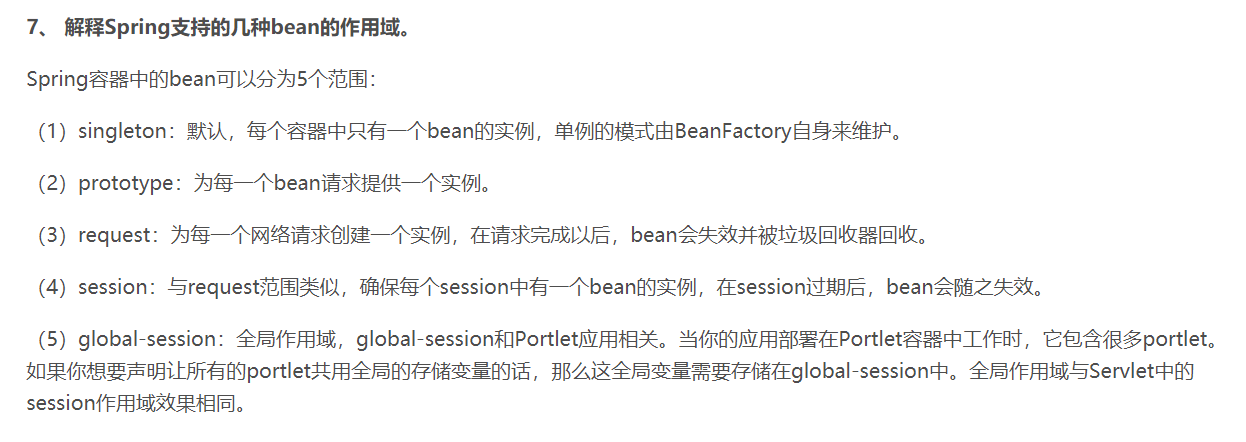 7、 解释Spring支持的几种bean的作用域。
Spring容器中的bean可以分为5个范围：
（1）singleton：默认，每个容器中只有一个bean的实例，单例的模式由BeanFactory自身来维护。
（2）prototype：为每一个bean请求提供一个实例。
（3）request：为每一个网络请求创建一个实例，在请求完成以后，bean会失效并被垃圾回收器回收。
（4）session：与request范围类似，确保每个session中有一个bean的实例，在session过期后，bean会随之失效。
（5）global-session：全局作用域，global-session和Portlet应用相关。当你的应用部署在Portlet容器中工作时，它包含很多portlet。
如果你想要声明让所有的portlet共用全局的存储变量的话，那么这全局变量需要存储在global-session中。全局作用域与Servlet中的
session作用域效果相同。